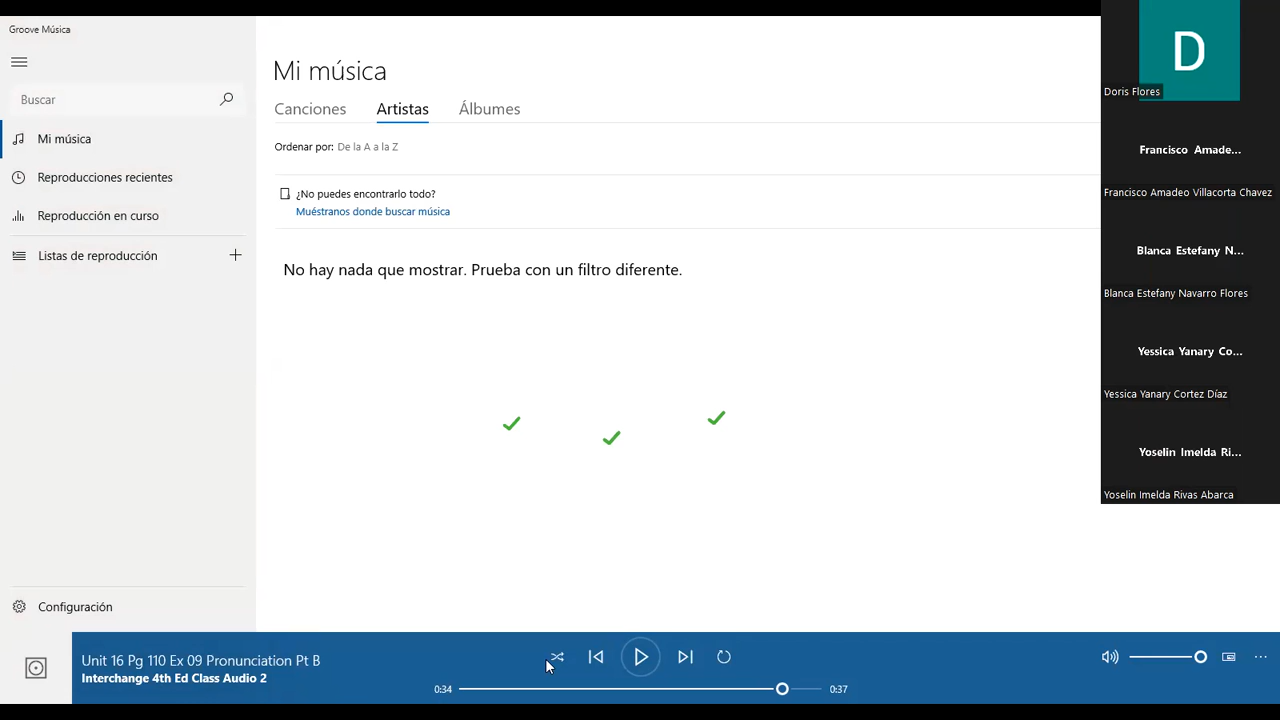 Groove Música
Buscar
Mi música
Reproducciones recientes
Reproducción en curso
Listas de reproducción
Configuración
Mi música
Canciones Artistas Álbumes
Ordenar por: De la A a la Z
¿No puedes encontrarlo todo?
Muéstranos donde buscar música
No hay nada que mostrar. Prueba con un filtro diferente.
D
Doris Flores
Francisco Amade...
Francisco Amadeo Villacorta Chavez
Blanca Estefany N...
Blanca Estefany Navarro Flores
Yessica Yanary Co...
Yessica Yanary Cortez Díaz
Yoselin Imelda Ri...
Yoselin Imelda Rivas Abarca
Unit 16 Pg 110 Ex 09 Pronunciation Pt B
Interchange 4th Ed Class Audio 2
0:34 0:37